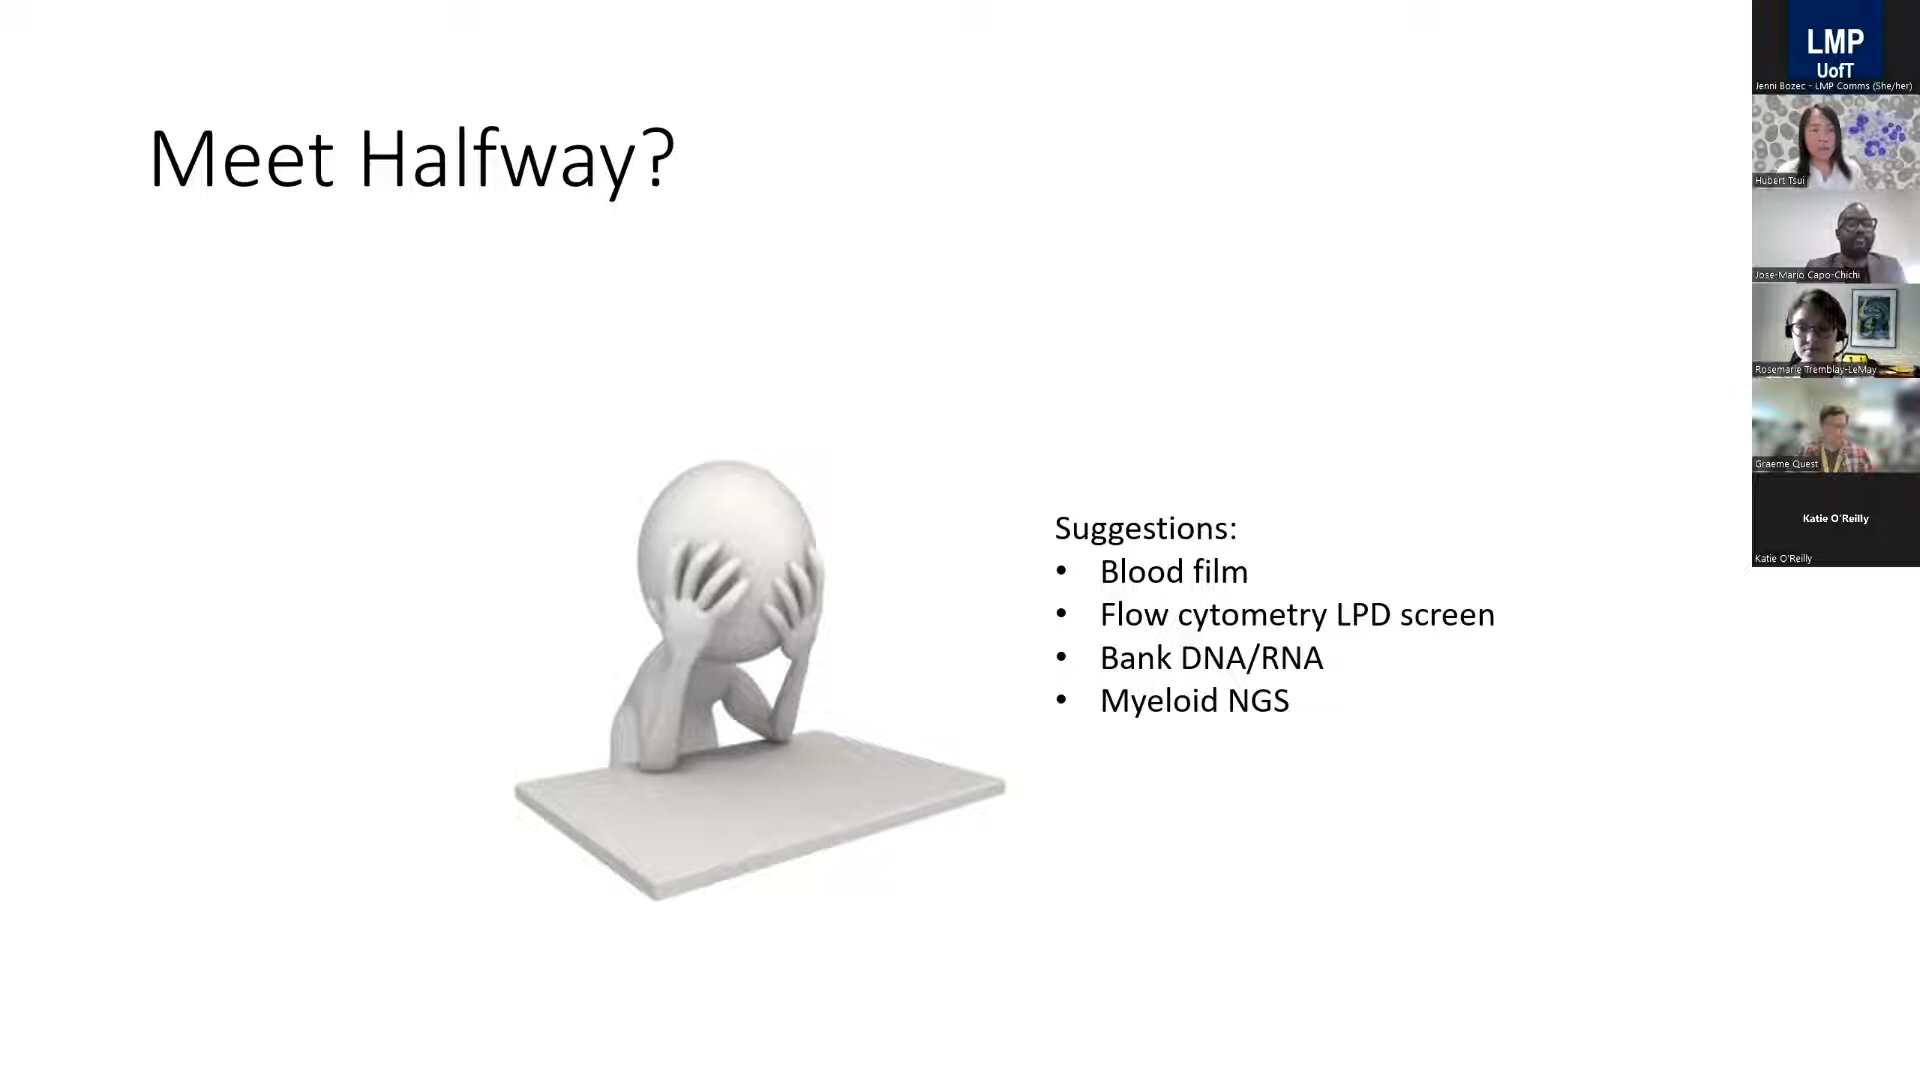 Meet Halfway?
Suggestions:
• Blood film
• Flow cytometry LPD screen
• Bank DNA/RNA
• Myeloid NGS
LMP
UofT
Jenni Bozec - LMP Comms (She/her)
Hubert Tsui
Jose-Mario Capo-Chichi
Rosemarie Tremblay-LeMay
Graeme Quest
Katie O'Reilly
Katie O'Reilly